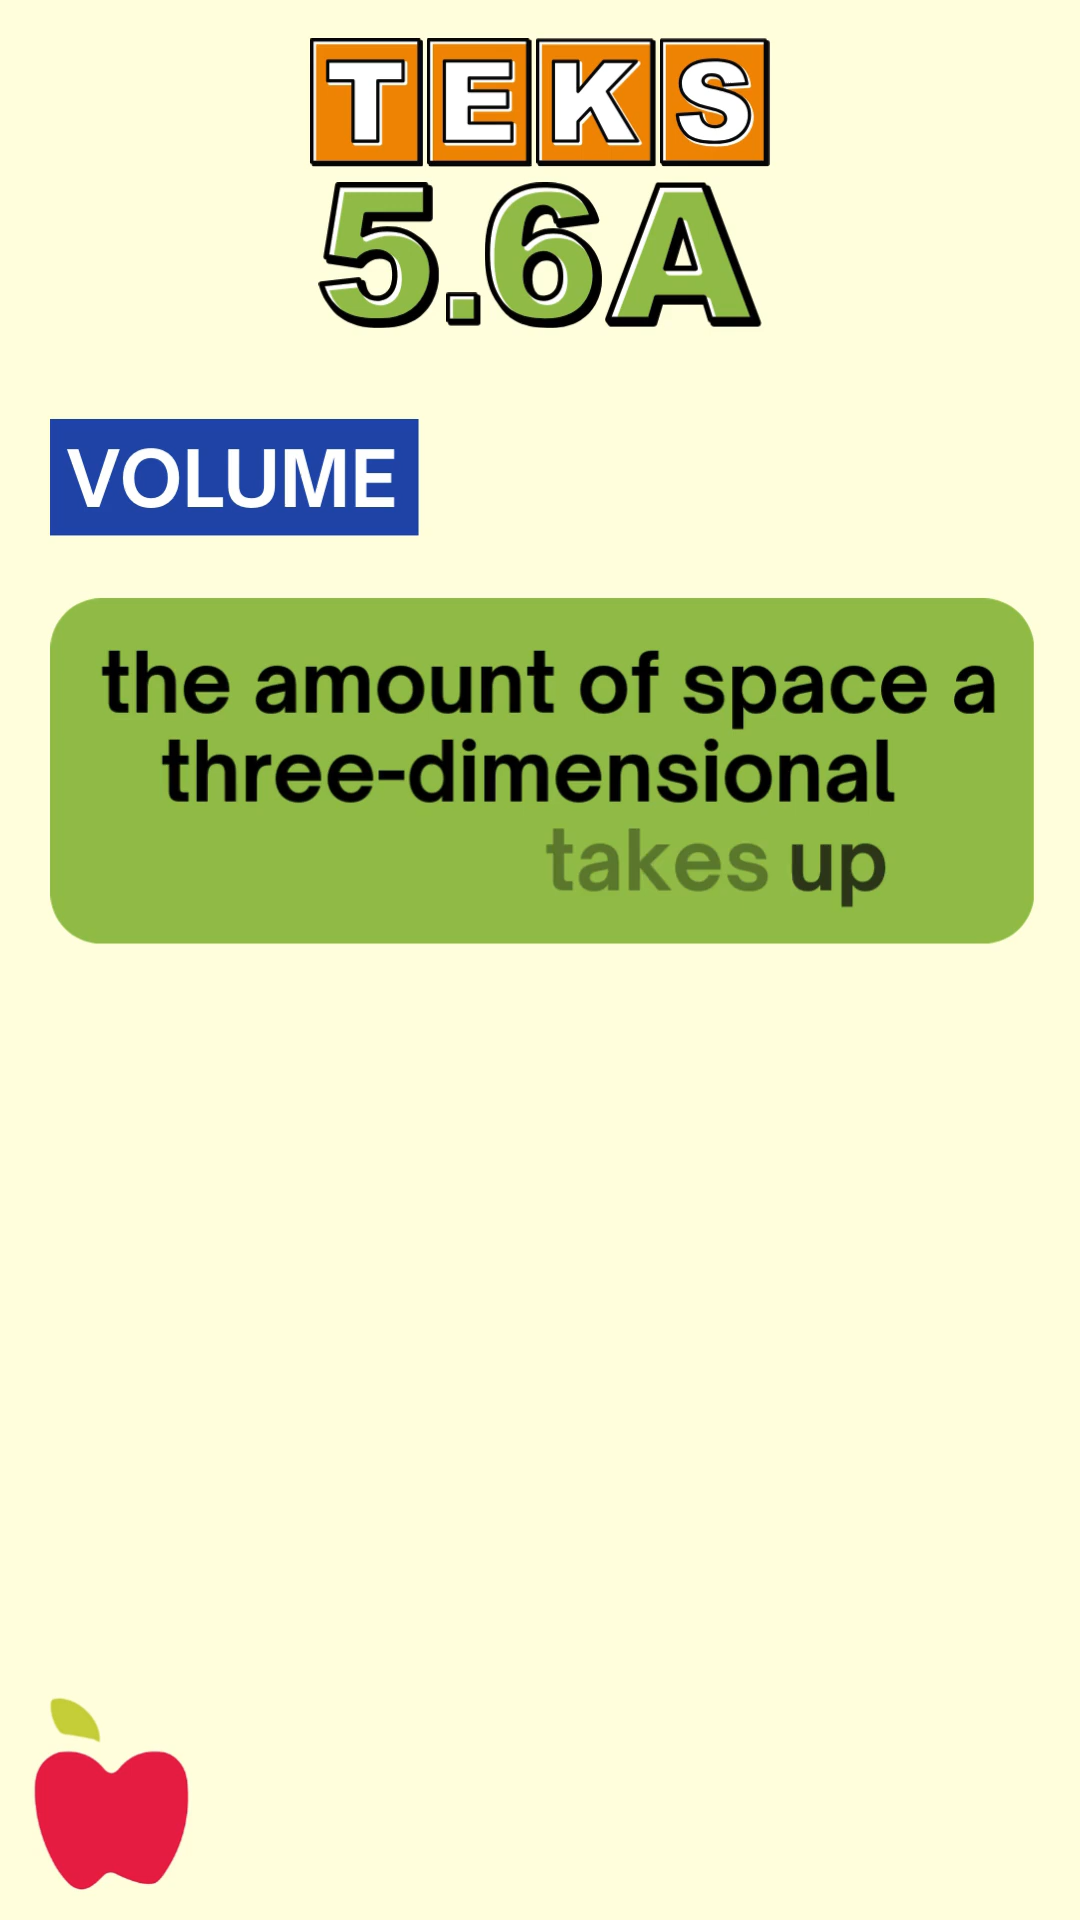 TEKS
5.6A
VOLUME
the amount of space a
three-dimensional
takes up